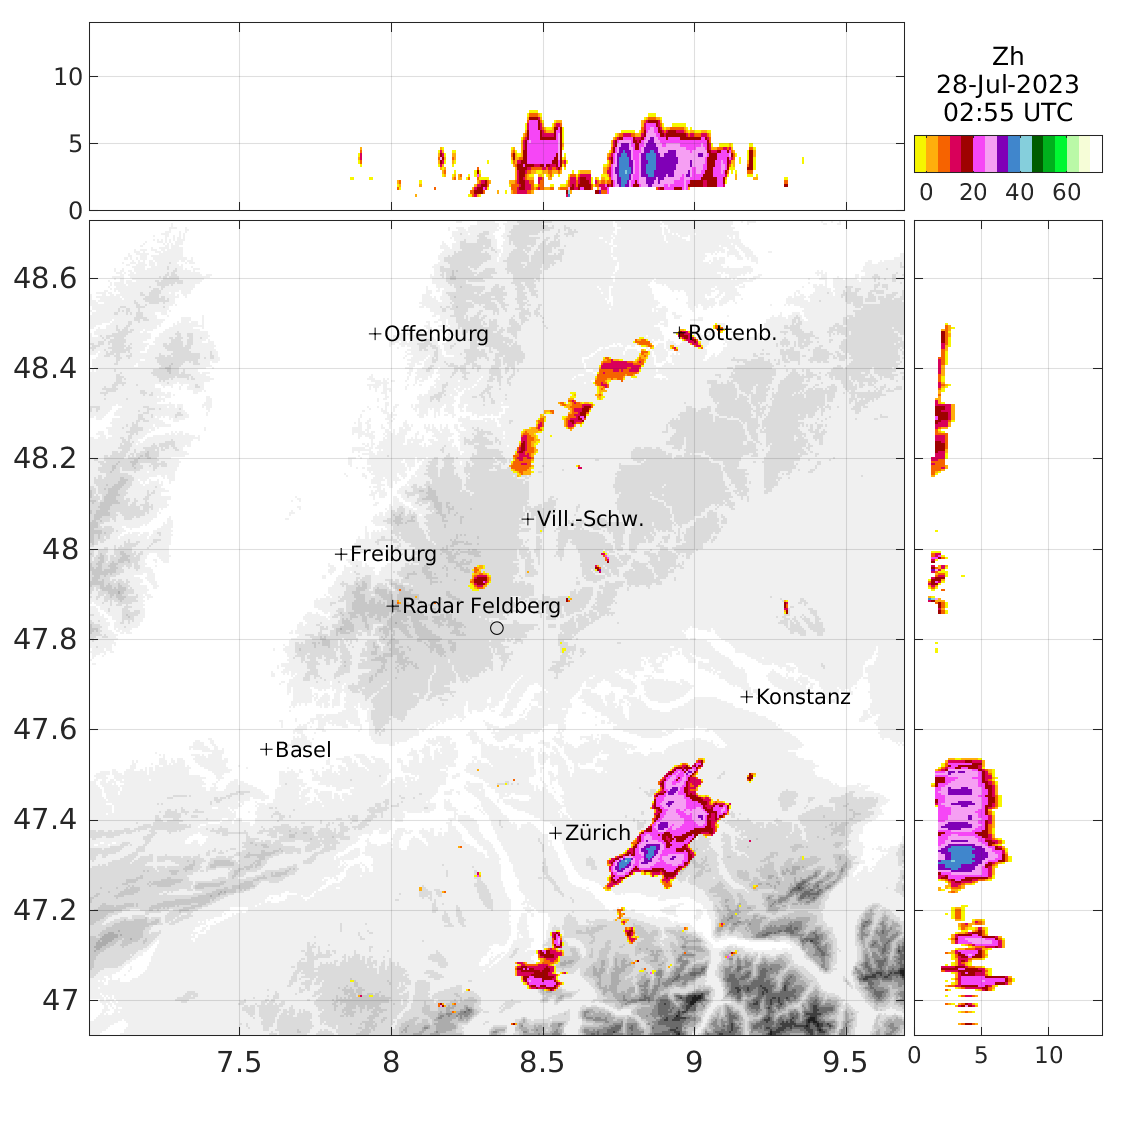 10
5
0
Zh
28-Jul-2023
02:55 UTC
0 20 40 60
48.6
48.4
48.2
48
47.8
47.6
47.4
47.2
47
+Offenburg
+Rottenb.
+Vill.-Schw.
+Freiburg
+Radar Feldberg
+Konstanz
+Basel
+Zürich
7.5 8 8.5 9 9.5
0 5 10